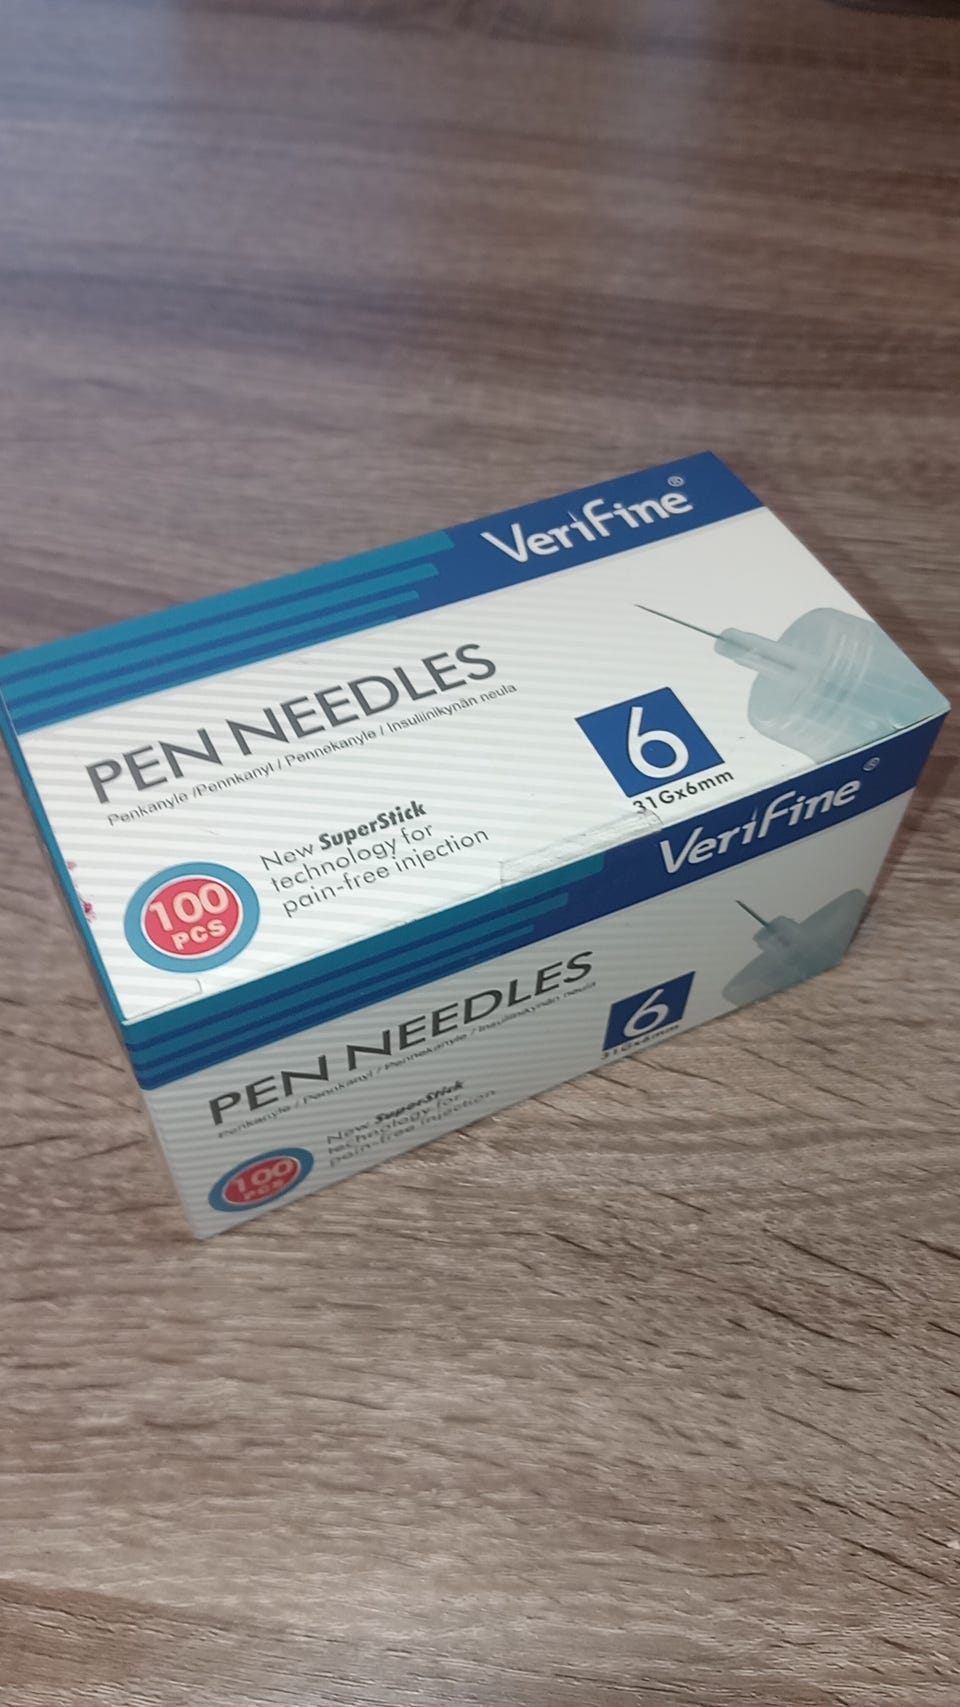 VeriFine®
PEN NEEDLES
Penkanyle /Pennkanyl / Pennekanyle / Insuliinikynän neula
6
31Gx6mm
New SuperStick
technology for
pain-free injection
100
PCS
VeriFine®
PEN NEEDLES
Penkanyle / Pennkanyl / Pennekanyle / Insuliinikynän neula
6
31Gx6mm
New SuperStick
technology for
pain-free injection
100
PCS